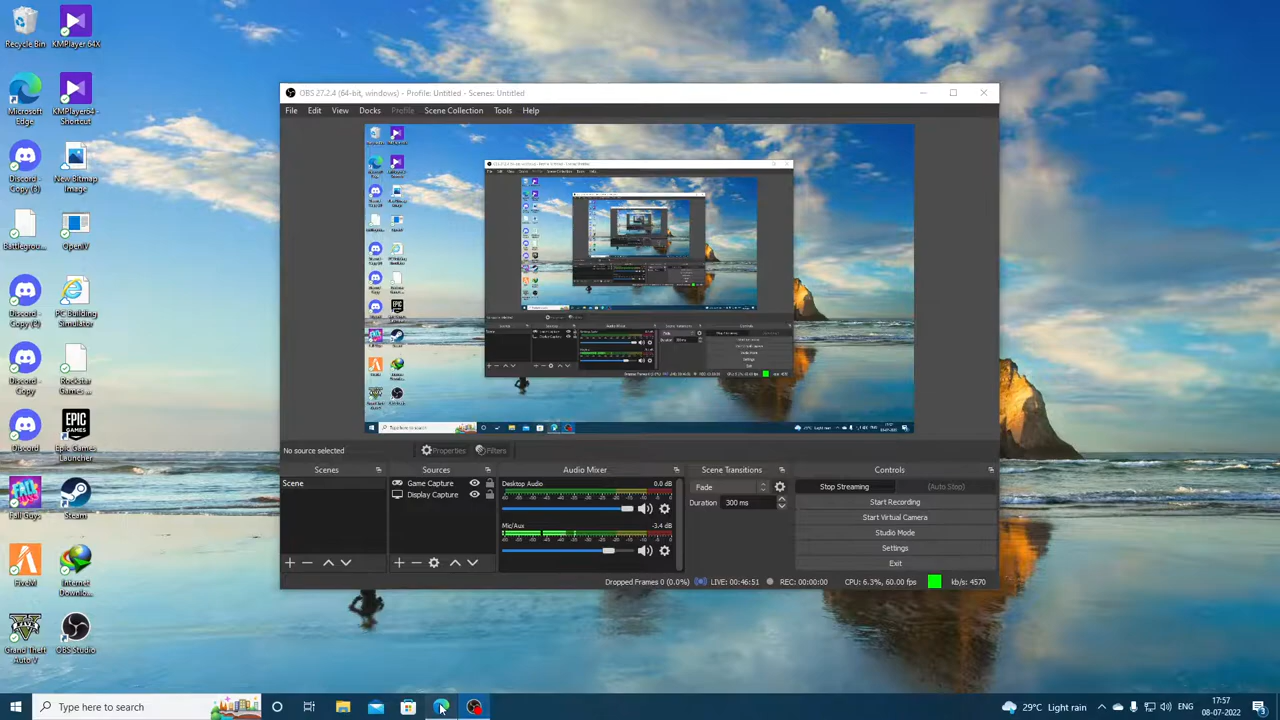 Recycle Bin
KMPlayer 64X
Microsoft Edge
KMPlayer64 - Shortcut
Discord - Copy (3)
New Bitmap Image
Battlegrou...
OpenIV
Discord - Copy (2)
PC Building Simulator
Discord - Copy
Rockstar Games ...
Discord
Epic Games Launcher
Fall Guys
Steam
FiveM
Internet Downlo...
Grand Theft Auto V
OBS Studio
OBS 27.2.4 (64-bit, windows) - Profile: Untitled - Scenes: Untitled
File Edit View Docks Profile Scene Collection Tools Help
No source selected
Properties
Filters
Scenes
Scene
Sources
Game Capture
Display Capture
Audio Mixer
Desktop Audio 0.0 dB
Mic/Aux -3.4 dB
Scene Transitions
Fade
Duration 300 ms
Controls
Stop Streaming (Auto Stop)
Start Recording
Start Virtual Camera
Studio Mode
Settings
Exit
Dropped Frames 0 (0.0%) LIVE: 00:46:51 REC: 00:00:00 CPU: 6.3%, 60.00 fps kb/s: 4570
Type here to search
29°C Light rain
ENG
17:57
08-07-2022
3